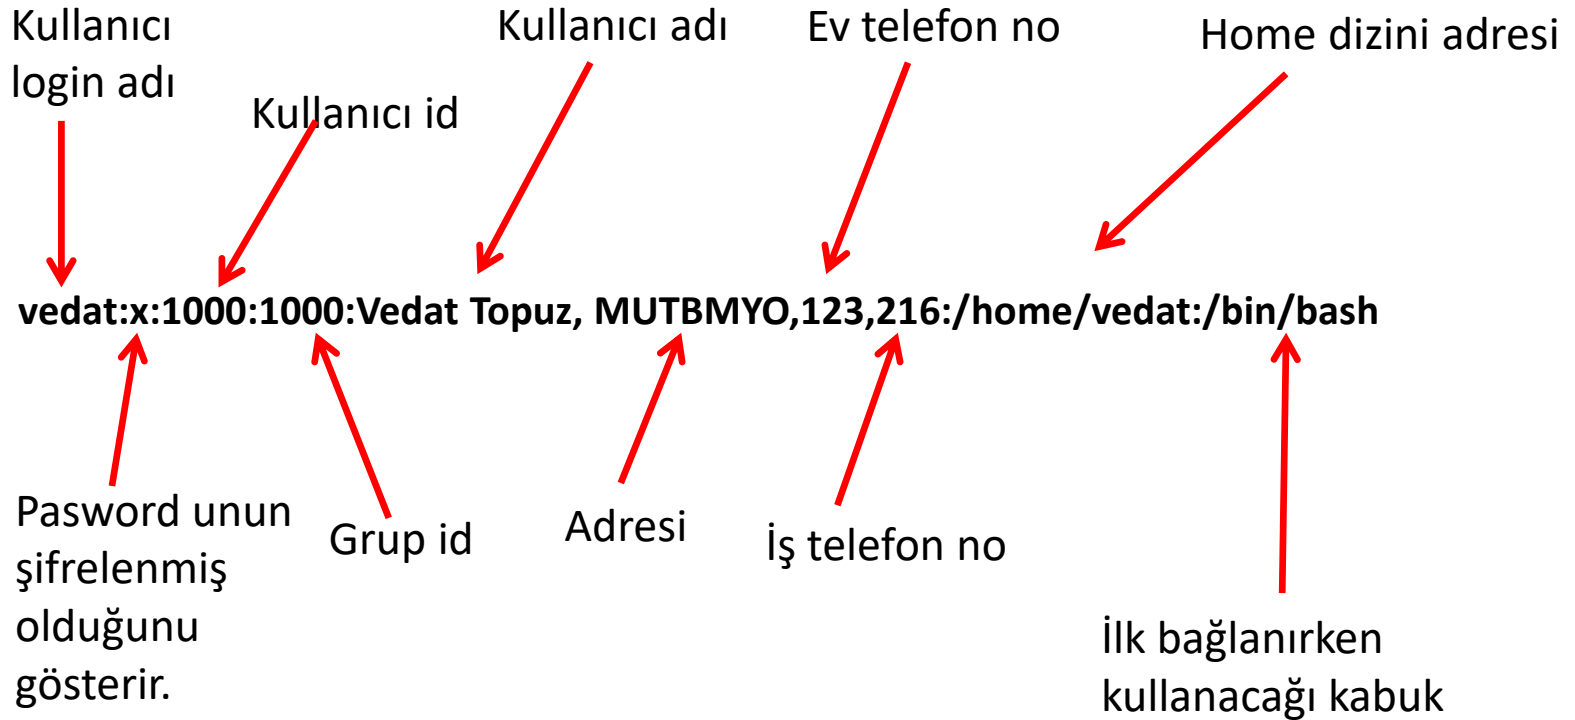 Kullanıcı
login adı
Kullanıcı id
Kullanıcı adı
Ev telefon no
Home dizini adresi
vedat:x:1000:1000:Vedat Topuz, MUTBMYO,123,216:/home/vedat:/bin/bash
Pasword unun
şifrelenmiş
olduğunu
gösterir.
Grup id
Adresi
İş telefon no
İlk bağlanırken
kullanacağı kabuk